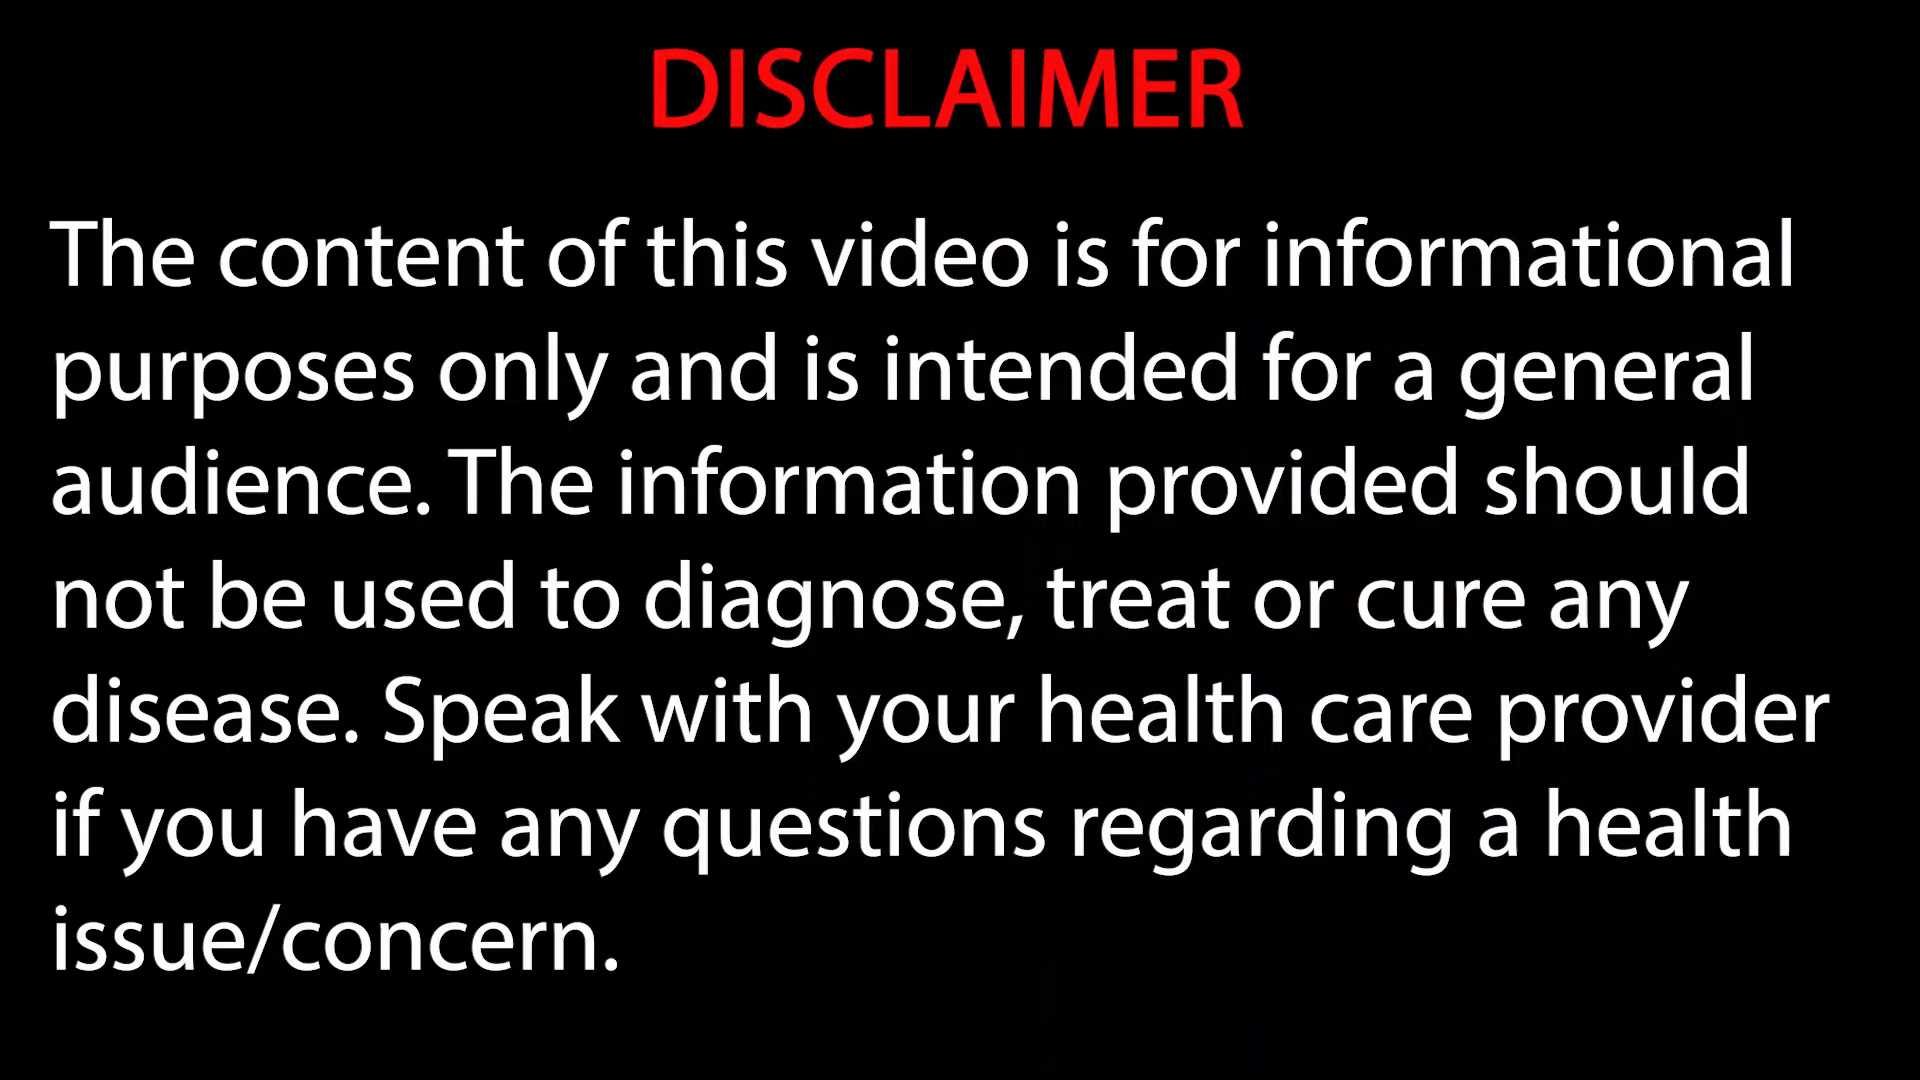 DISCLAIMER
The content of this video is for informational
purposes only and is intended for a general
audience. The information provided should
not be used to diagnose, treat or cure any
disease. Speak with your health care provider
if you have any questions regarding a health
issue/concern.